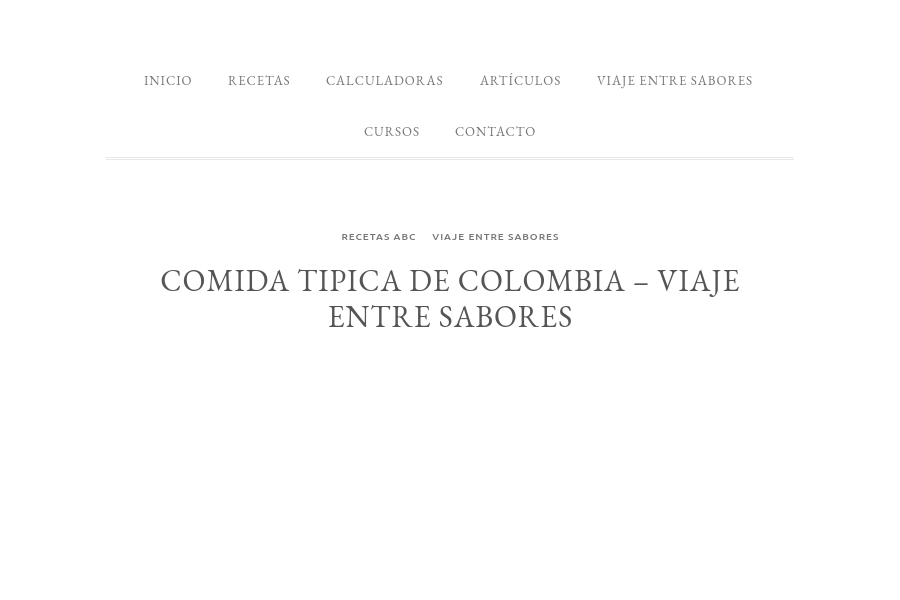 INICIO RECETAS CALCULADORAS ARTÍCULOS VIAJE ENTRE SABORES
CURSOS CONTACTO
RECETAS ABC VIAJE ENTRE SABORES
COMIDA TIPICA DE COLOMBIA – VIAJE
ENTRE SABORES